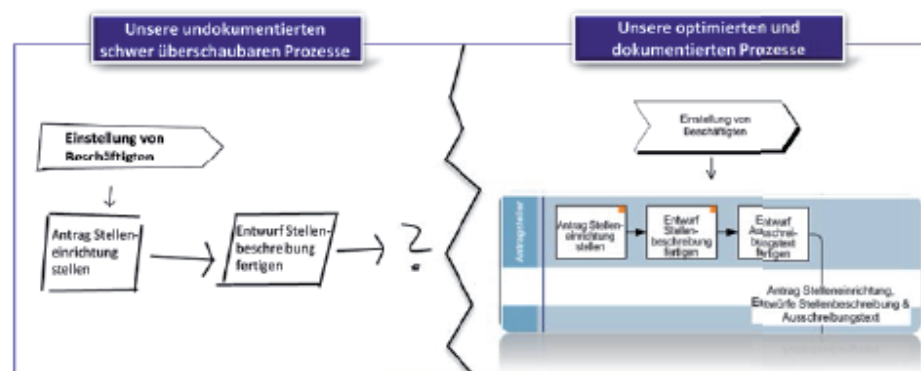 Unsere undokumentierten
schwer überschaubaren Prozesse
Einstellung von
Beschäftigten
Antrag Stellen-
einrichtung
stellen
Entwurf Stellen-
beschreibung
fertigen
?
Unsere optimierten und
dokumentierten Prozesse
Einstellung von
Beschäftigten
Antragsteller
Antrag Stellen-
einrichtung
stellen
Entwurf
Stellen-
beschreibung
fertigen
Entwurf
Ausschrei-
bungstext
fertigen
Antrag Stelleneinrichtung,
Entwürfe Stellenbeschreibung &
Ausschreibungstext